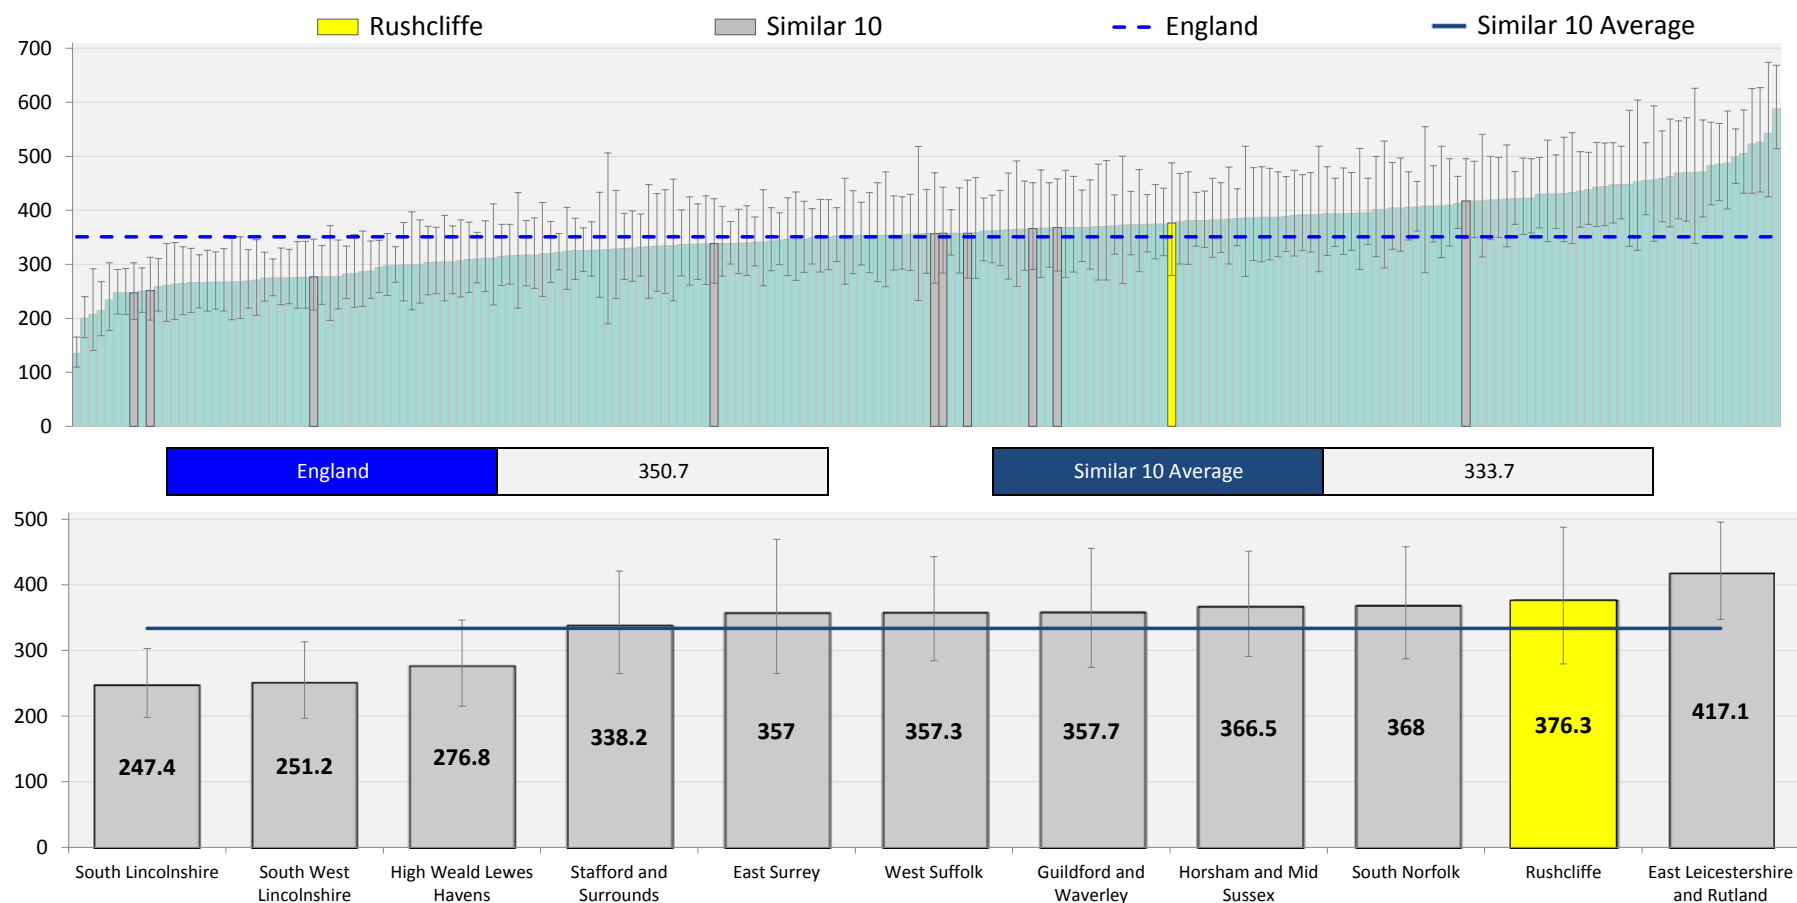 Rushcliffe Similar 10 England Similar 10 Average
700
600
500
400
300
200
100
0
England 350.7 Similar 10 Average 333.7
500
400
300
200
100
0
247.4 251.2 276.8 338.2 357 357.3 357.7 366.5 368 376.3 417.1
South Lincolnshire South West High Weald Lewes Stafford and East Surrey West Suffolk Guildford and Horsham and Mid South Norfolk Rushcliffe East Leicestershire
Lincolnshire Havens Surrounds Waverley Sussex and Rutland